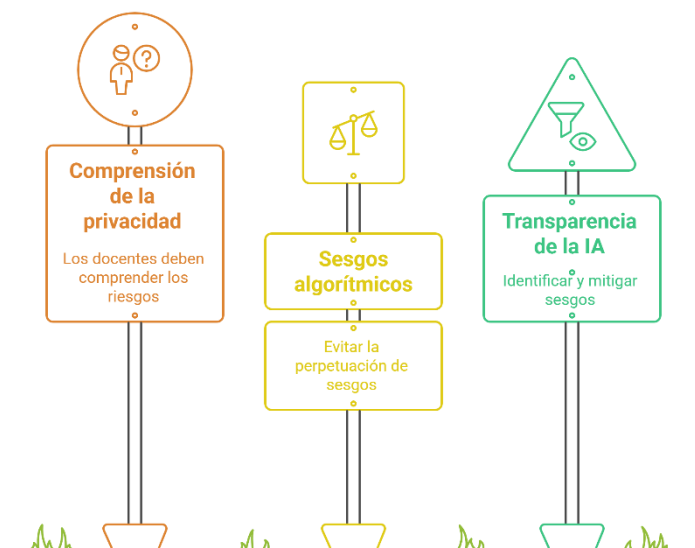 Comprensión
de la
privacidad
Los docentes deben
comprender los
riesgos
Sesgos
algorítmicos
Evitar la
perpetuación de
sesgos
Transparencia
de la IA
Identificar y mitigar
sesgos